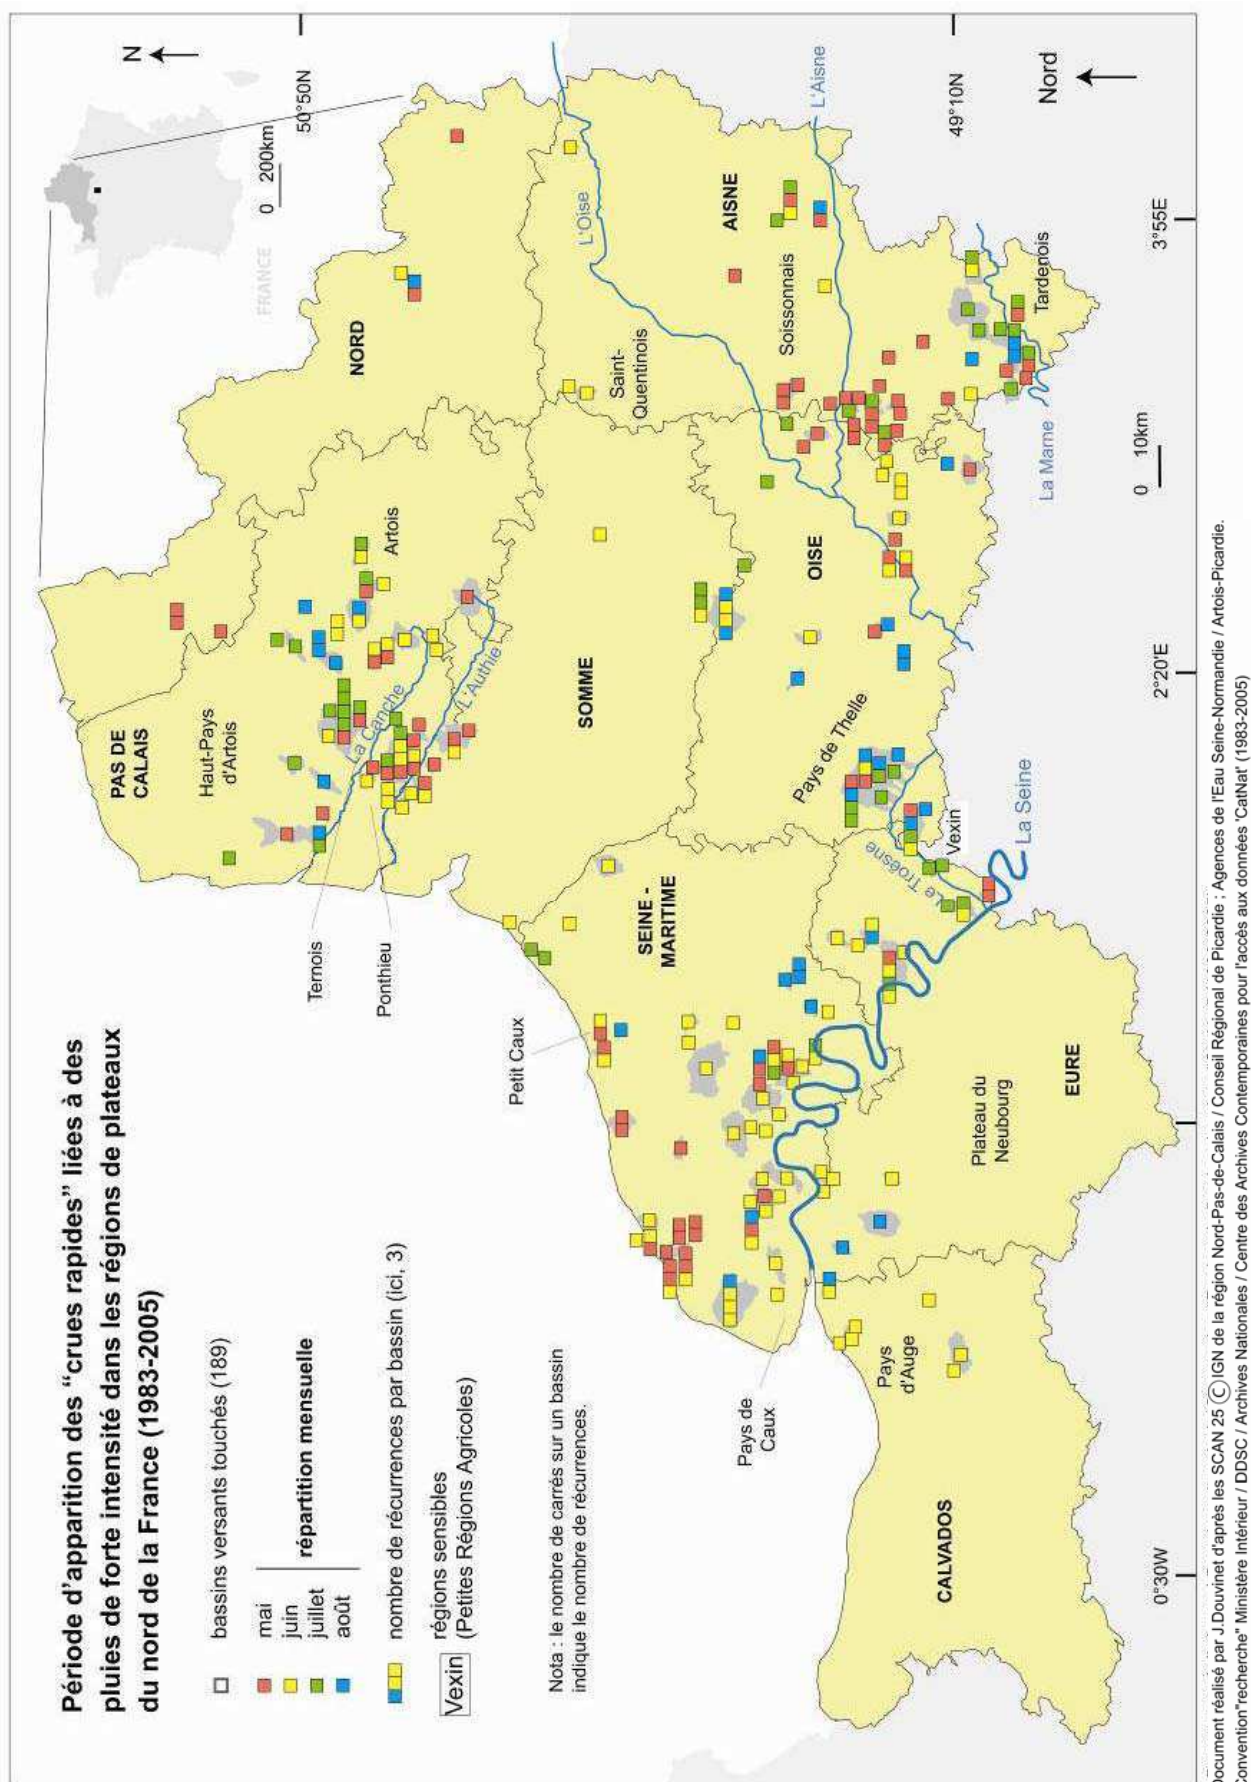 Période d'apparition des "crues rapides" liées à des
pluies de forte intensité dans les régions de plateaux
du nord de la France (1983-2005)
bassins versants touchés (189)
mai
juin
juillet
août
répartition mensuelle
nombre de récurrences par bassin (ici, 3)
Vexin
régions sensibles
(Petites Régions Agricoles)
Nota : le nombre de carrés sur un bassin
indique le nombre de récurrences.
N
FRANCE
0 200km
50°50N
PAS DE
CALAIS
Haut-Pays
d'Artois
NORD
Artois
La Canche
L'Authie
Ternois
Ponthieu
SOMME
Saint-
Quentinois
L'Oise
AISNE
Soissonnais
L'Aisne
Petit Caux
SEINE -
MARITIME
Pays de Thelle
OISE
Pays de
Caux
Le Troësne
Vexin
La Seine
Tardenois
La Marne
Plateau du
Neubourg
EURE
Pays
d'Auge
CALVADOS
0 10km
Nord
49°10N
0°30W
2°20'E
3°55E
Document réalisé par J.Douvinet d'après les SCAN 25 © IGN de la région Nord-Pas-de-Calais / Conseil Régional de Picardie ; Agences de l'Eau Seine-Normandie / Artois-Picardie.
Convention"recherche" Ministère Intérieur / DDSC / Archives Nationales / Centre des Archives Contemporaines pour l'accès aux données 'CatNat' (1983-2005)